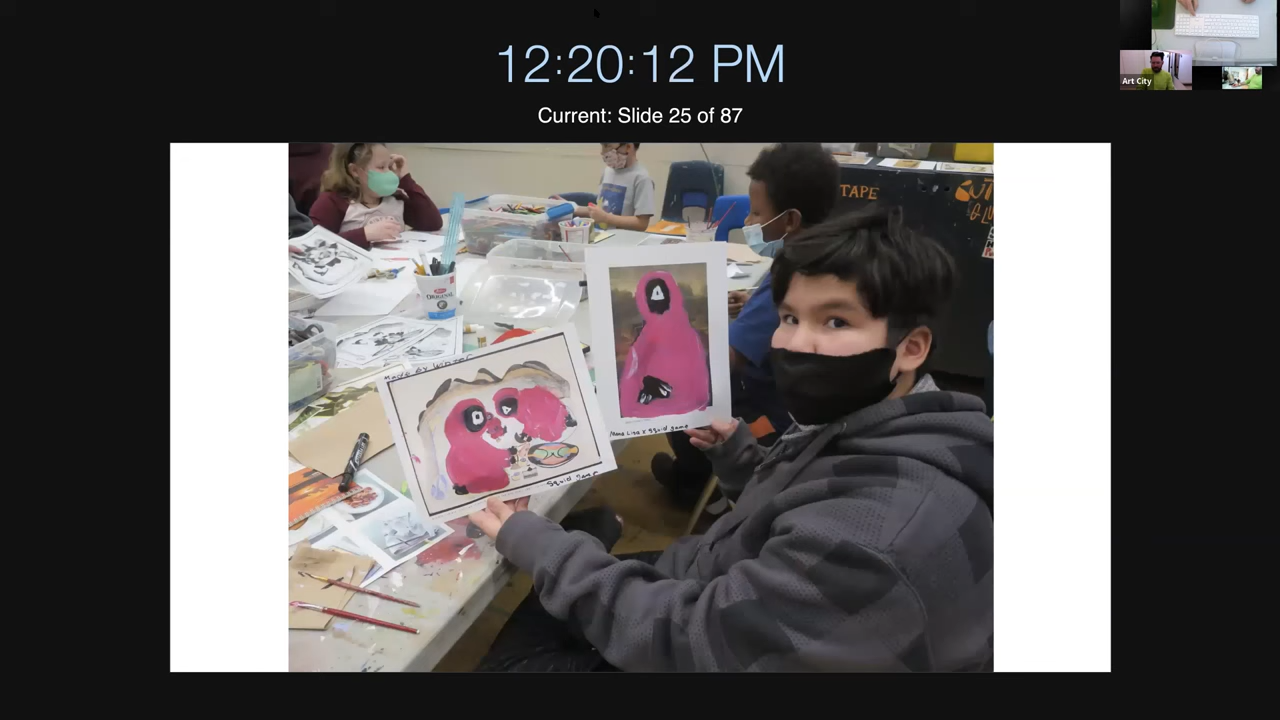 12:20:12 PM
Current: Slide 25 of 87
Art City
TAPE
ORIGINAL
Mona Lisa x Squid game
Squid Game